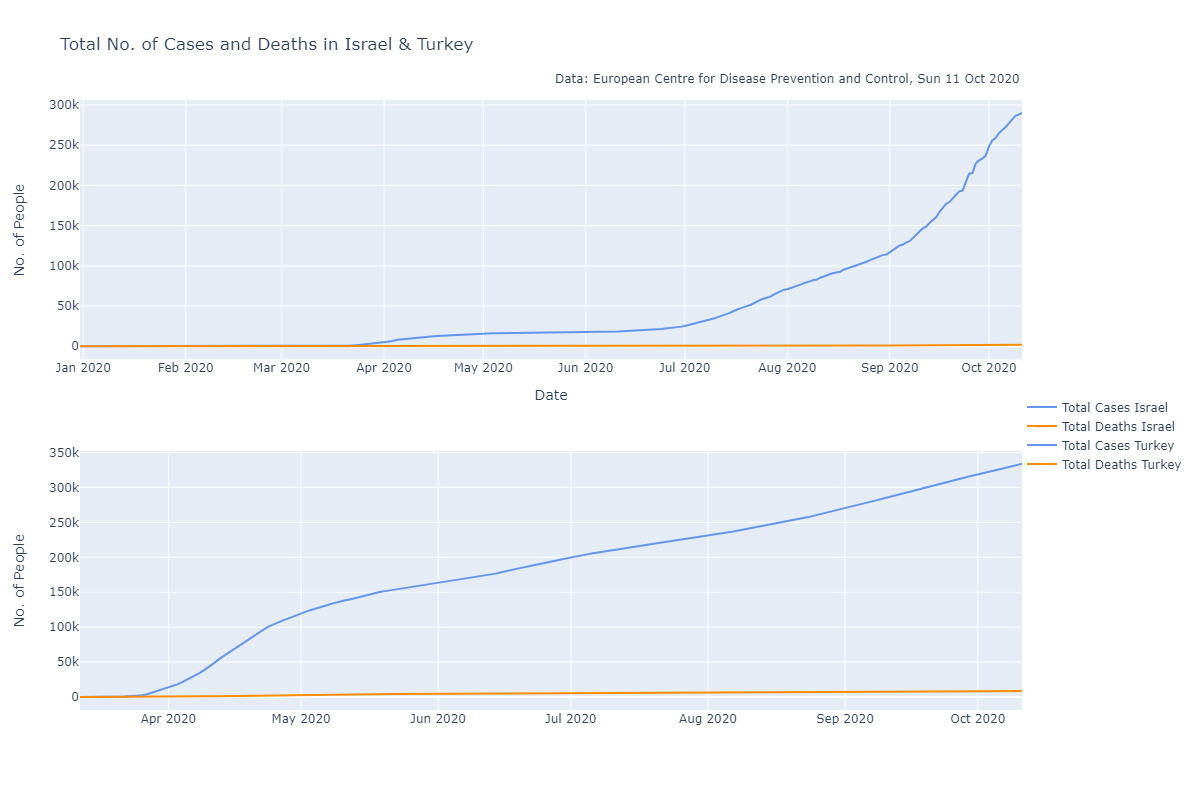 Total No. of Cases and Deaths in Israel & Turkey
Data: European Centre for Disease Prevention and Control, Sun 11 Oct 2020
300k
250k
200k
150k
100k
50k
0
No. of People
Jan 2020 Feb 2020 Mar 2020 Apr 2020 May 2020 Jun 2020 Jul 2020 Aug 2020 Sep 2020 Oct 2020
Date
Total Cases Israel
Total Deaths Israel
Total Cases Turkey
Total Deaths Turkey
350k
300k
250k
200k
150k
100k
50k
0
No. of People
Apr 2020 May 2020 Jun 2020 Jul 2020 Aug 2020 Sep 2020 Oct 2020